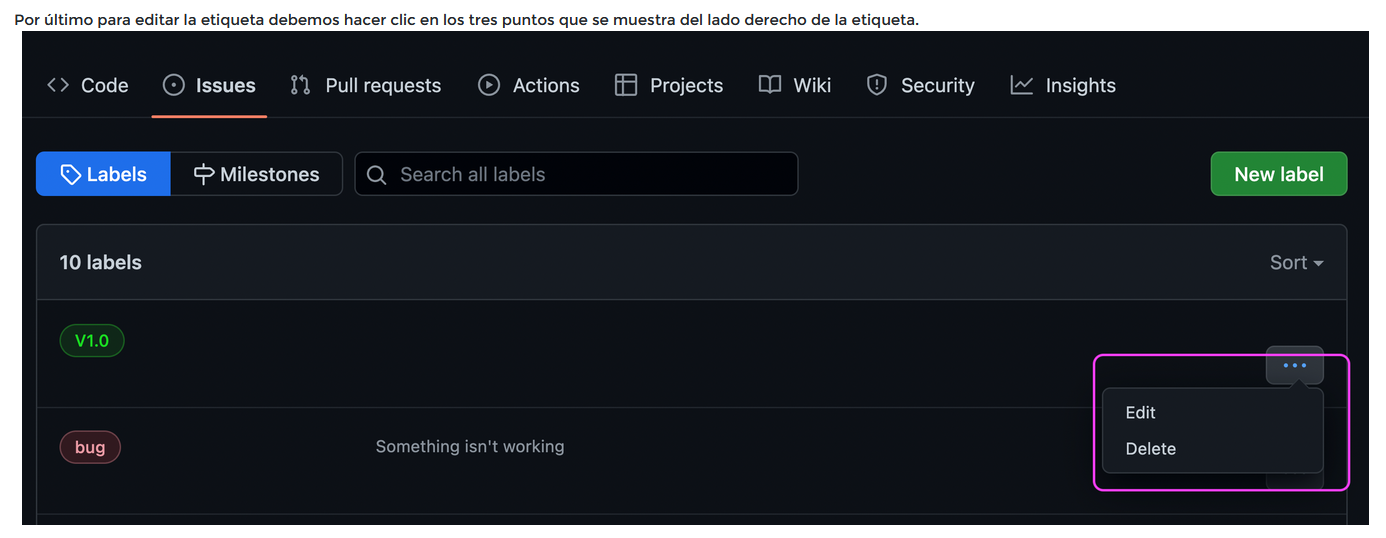 Por último para editar la etiqueta debemos hacer clic en los tres puntos que se muestra del lado derecho de la etiqueta.
Code Issues Pull requests Actions Projects Wiki Security Insights
Labels Milestones Search all labels New label
10 labels Sort
V1.0
Edit
bug Something isn't working Delete